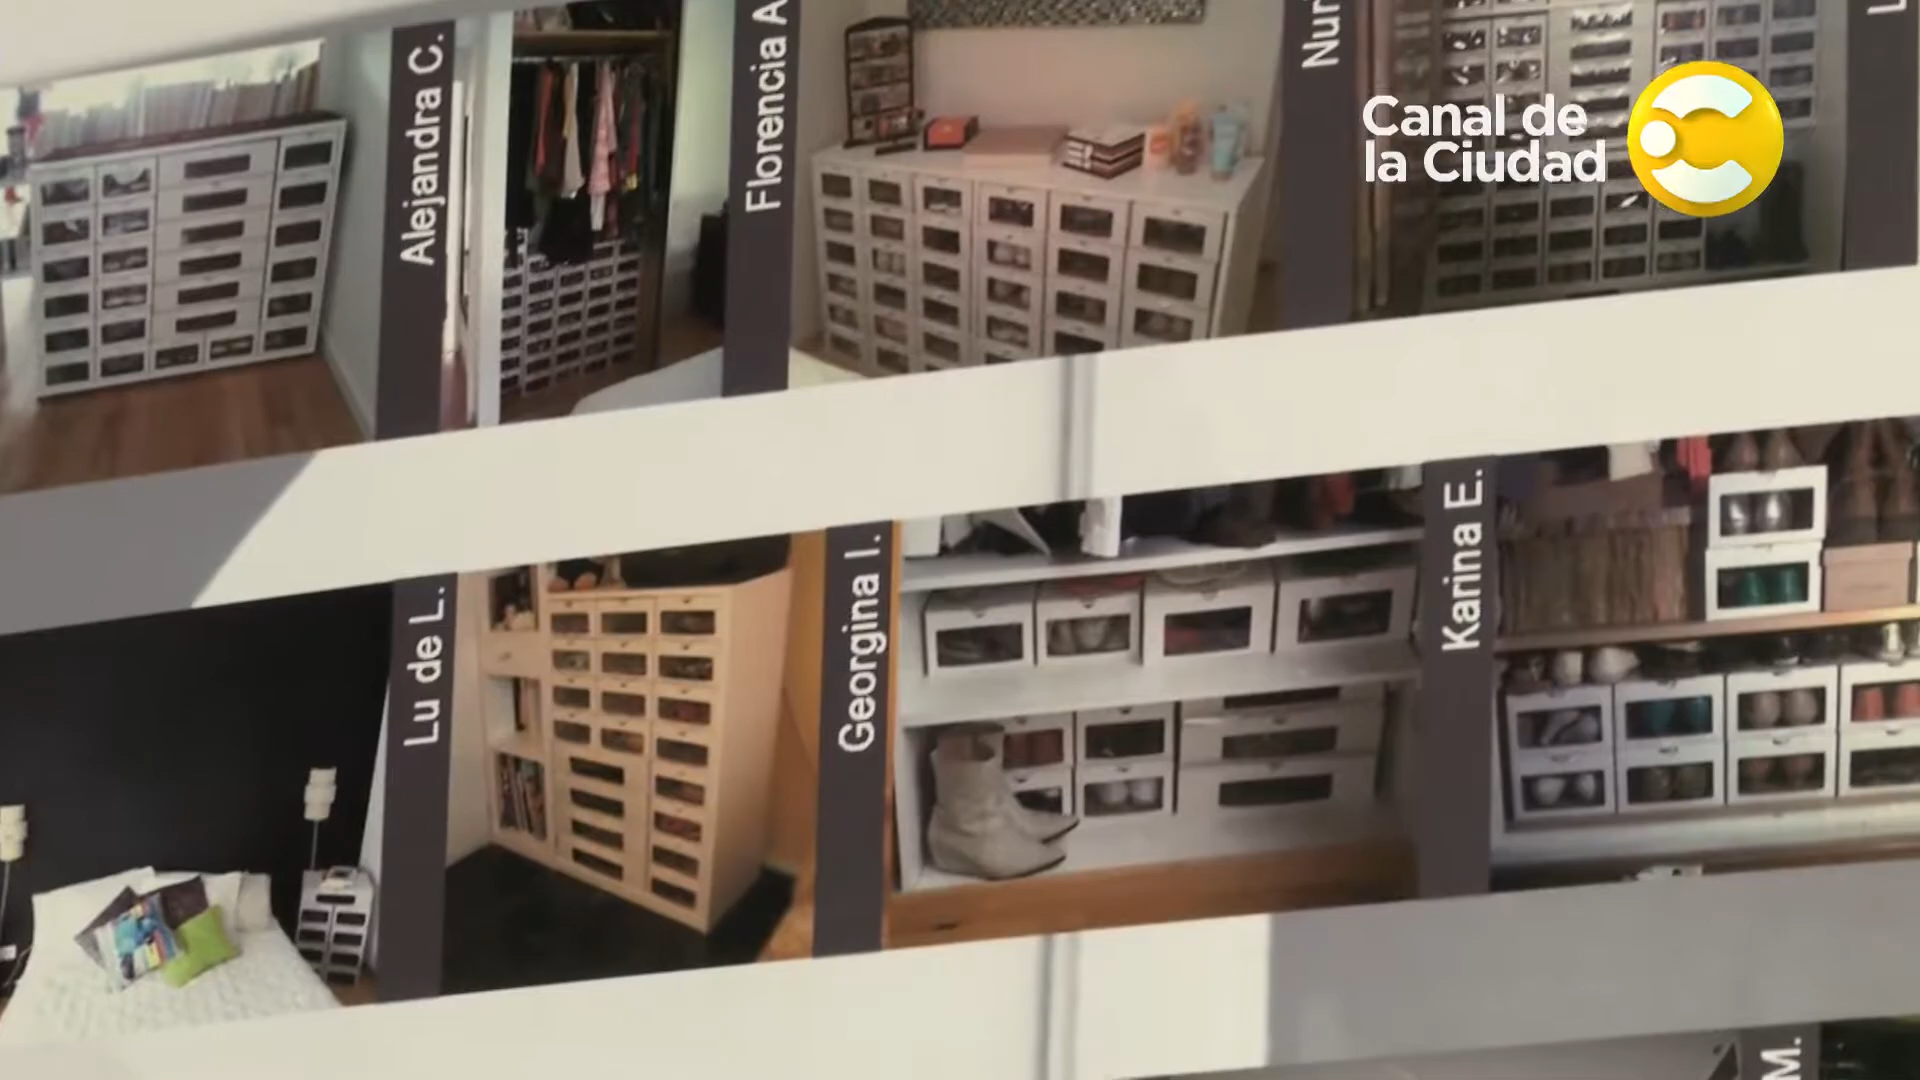 Alejandra C.
Florencia A
Canal de
la Ciudad
Lu de L.
Georgina I.
Karina E.
M.